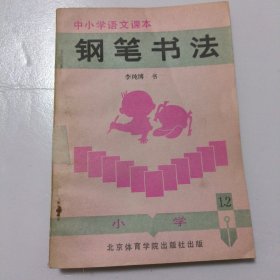 中小学语文课本
钢笔书法
李纯博 书
12
小学
北京体育学院出版社出版